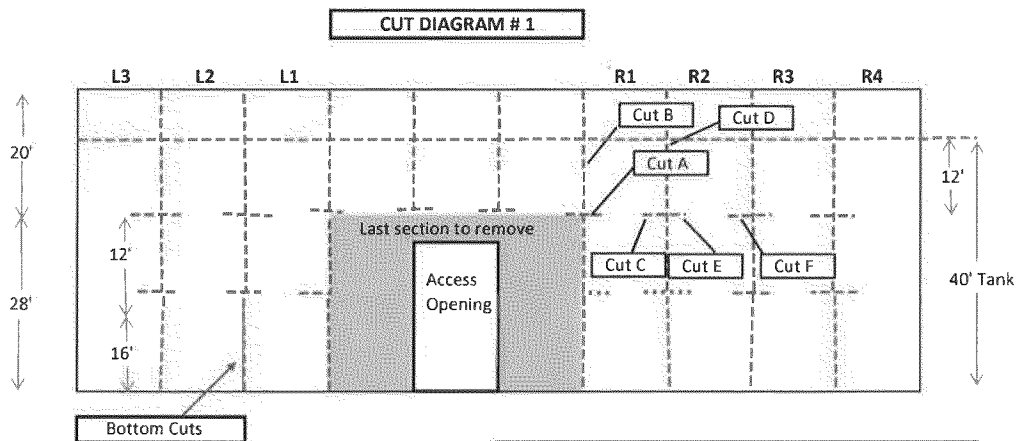 CUT DIAGRAM # 1
L3 L2 L1 R1 R2 R3 R4
Cut B
Cut D
20'
Cut A
12'
Last section to remove
12'
Cut C
Cut E
Cut F
Access
Opening
28'
40' Tank
16'
Bottom Cuts